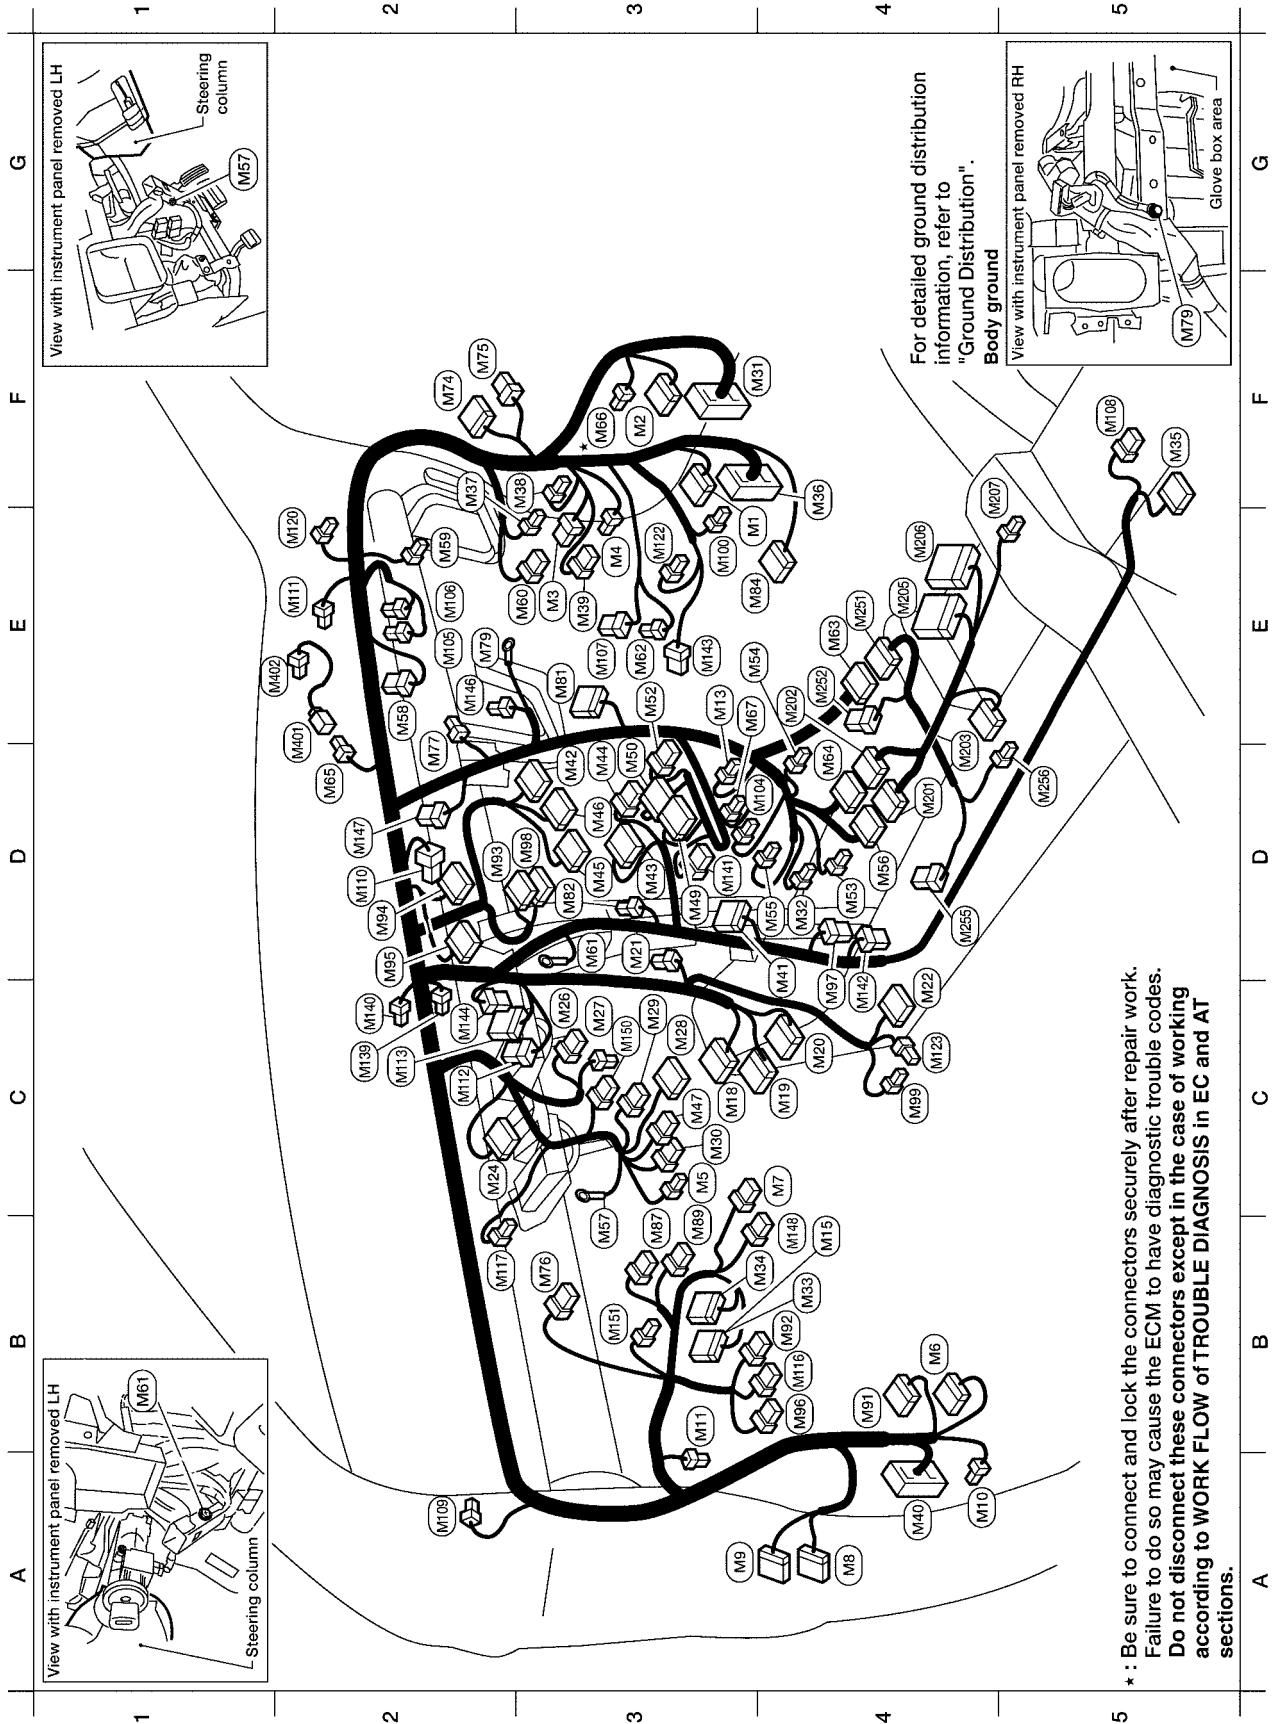 1
2
3
4
5
G
F
E
D
C
B
A
View with instrument panel removed LH
Steering column
M61
View with instrument panel removed LH
Steering
column
M57
M109
M117
M76
M24
M112
M113
M139
M140
M144
M95
M94
M110
M147
M93
M98
M77
M146
M79
M105
M106
M58
M65
M401
M402
M111
M120
M59
M60
M37
M38
M74
M75
M66
★
M2
M31
M3
M39
M4
M122
M100
M1
M36
M84
M107
M62
M143
M81
M52
M42
M44
M50
M46
M45
M43
M82
M61
M21
M26
M27
M150
M29
M28
M47
M30
M5
M57
M87
M89
M7
M148
M15
M34
M33
M92
M116
M96
M151
M11
M9
M8
M40
M10
M91
M6
M18
M19
M20
M99
M123
M22
M142
M97
M41
M49
M141
M55
M32
M53
M56
M104
M67
M13
M54
M202
M252
M63
M251
M205
M206
M207
M64
M201
M203
M256
M255
M108
M35
For detailed ground distribution
information, refer to
"Ground Distribution".
Body ground
View with instrument panel removed RH
Glove box area
M79
★ : Be sure to connect and lock the connectors securely after repair work.
Failure to do so may cause the ECM to have diagnostic trouble codes.
Do not disconnect these connectors except in the case of working
according to WORK FLOW of TROUBLE DIAGNOSIS in EC and AT
sections.
1
2
3
4
5
G
F
E
D
C
B
A